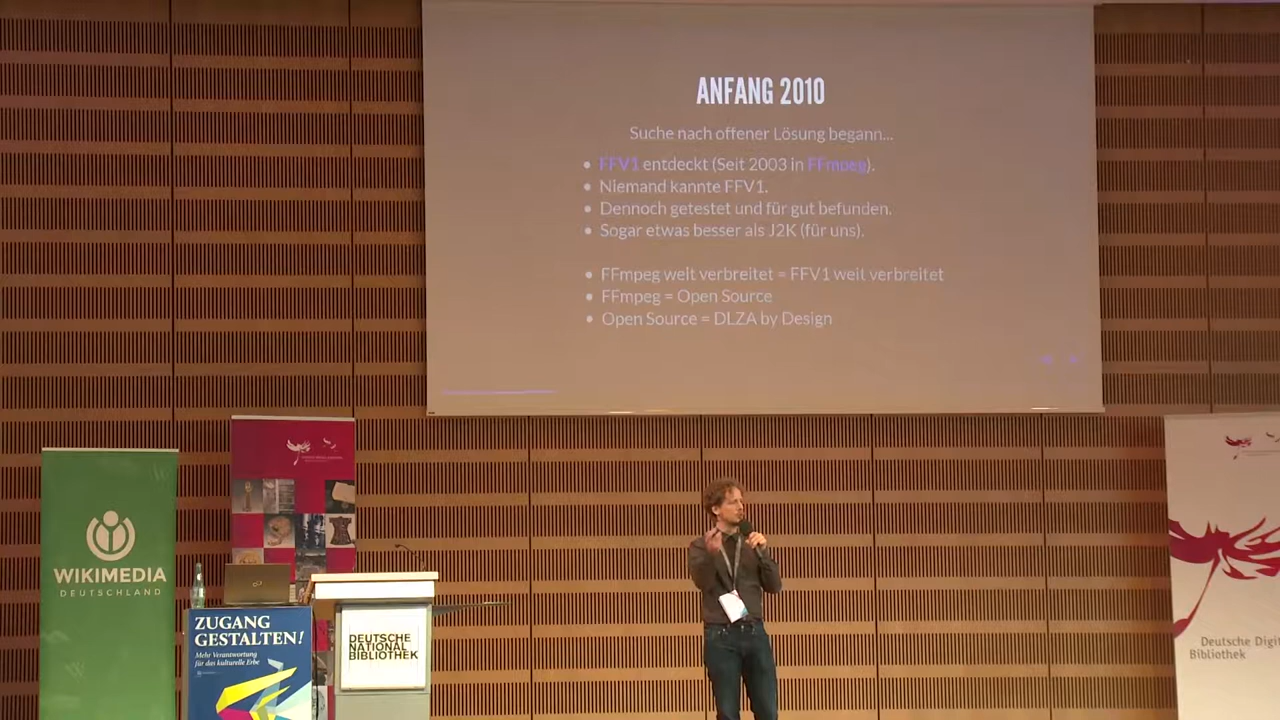 ANFANG 2010
Suche nach offener Lösung begann...
• FFV1 entdeckt (Seit 2003 in FFmpeg).
• Niemand kannte FFV1.
• Dennoch getestet und für gut befunden.
• Sogar etwas besser als J2K (für uns).
• FFmpeg weit verbreitet = FFV1 weit verbreitet
• FFmpeg = Open Source
• Open Source = DLZA by Design
WIKIMEDIA
DEUTSCHLAND
ZUGANG
GESTALTEN!
Mehr Verantwortung
für das kulturelle Erbe
DEUTSCHE
NATIONAL
BIBLIOTHEK
Deutsche Digit
Bibliothek